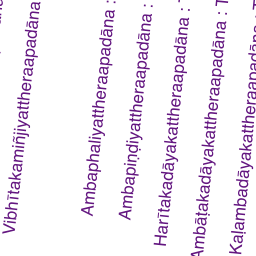 Vibhītakamiñjiyattheraapadāna
Ambaphaliyattheraapadāna :
Ambapiṇḍiyattheraapadāna :
Harītakadāyakattheraapadāna :
Ambāṭakadāyakattheraapadāna : T
Kaḷambadāyakattheraapadāna :